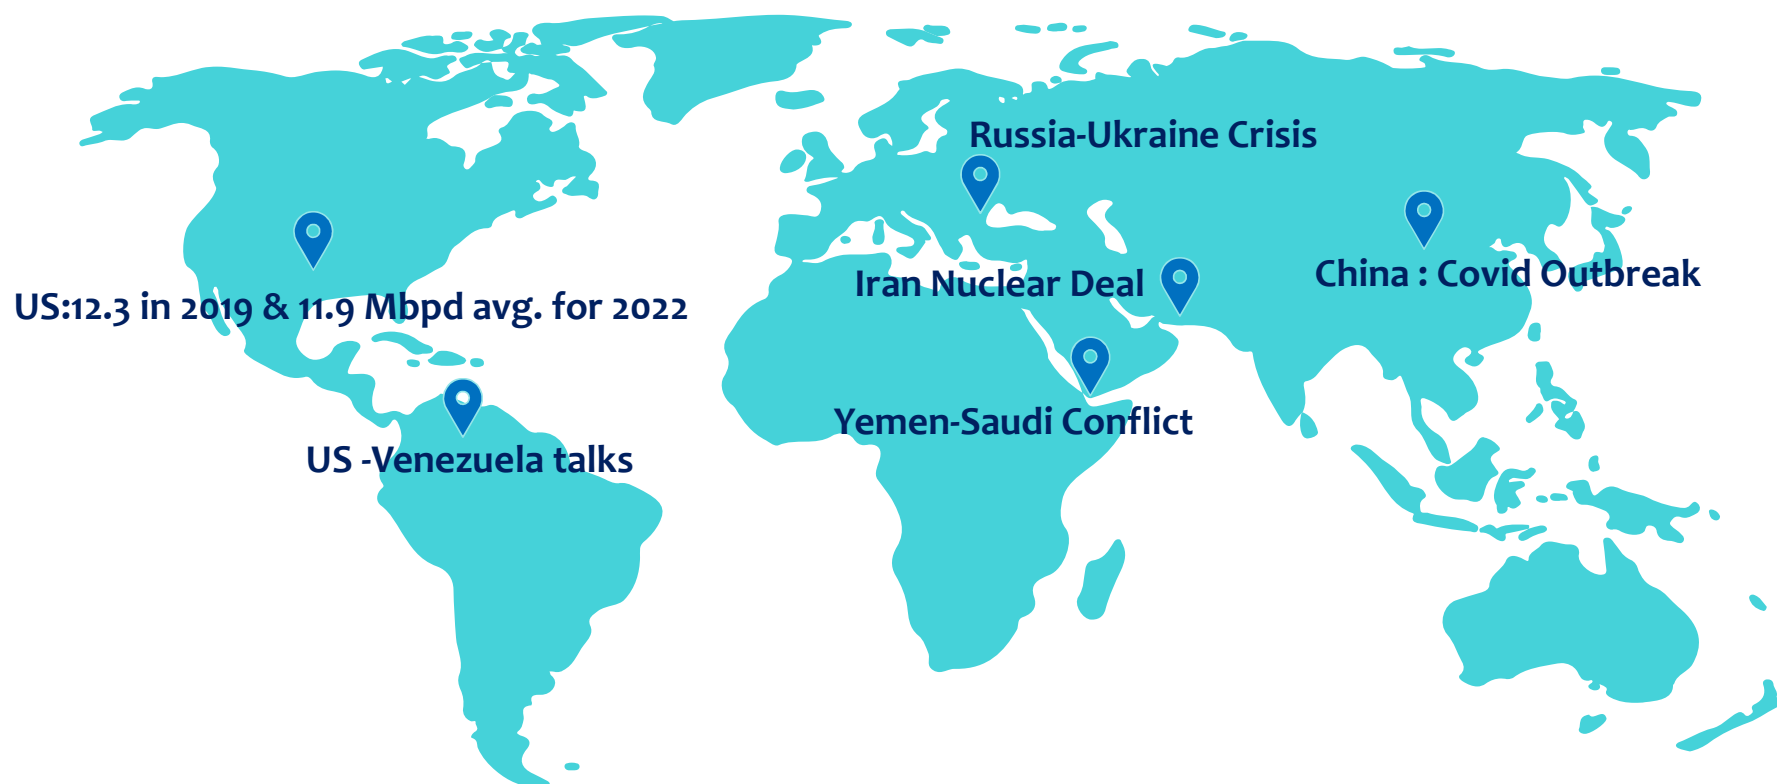 Russia-Ukraine Crisis
China : Covid Outbreak
Iran Nuclear Deal
US:12.3 in 2019 & 11.9 Mbpd avg. for 2022
Yemen-Saudi Conflict
US -Venezuela talks